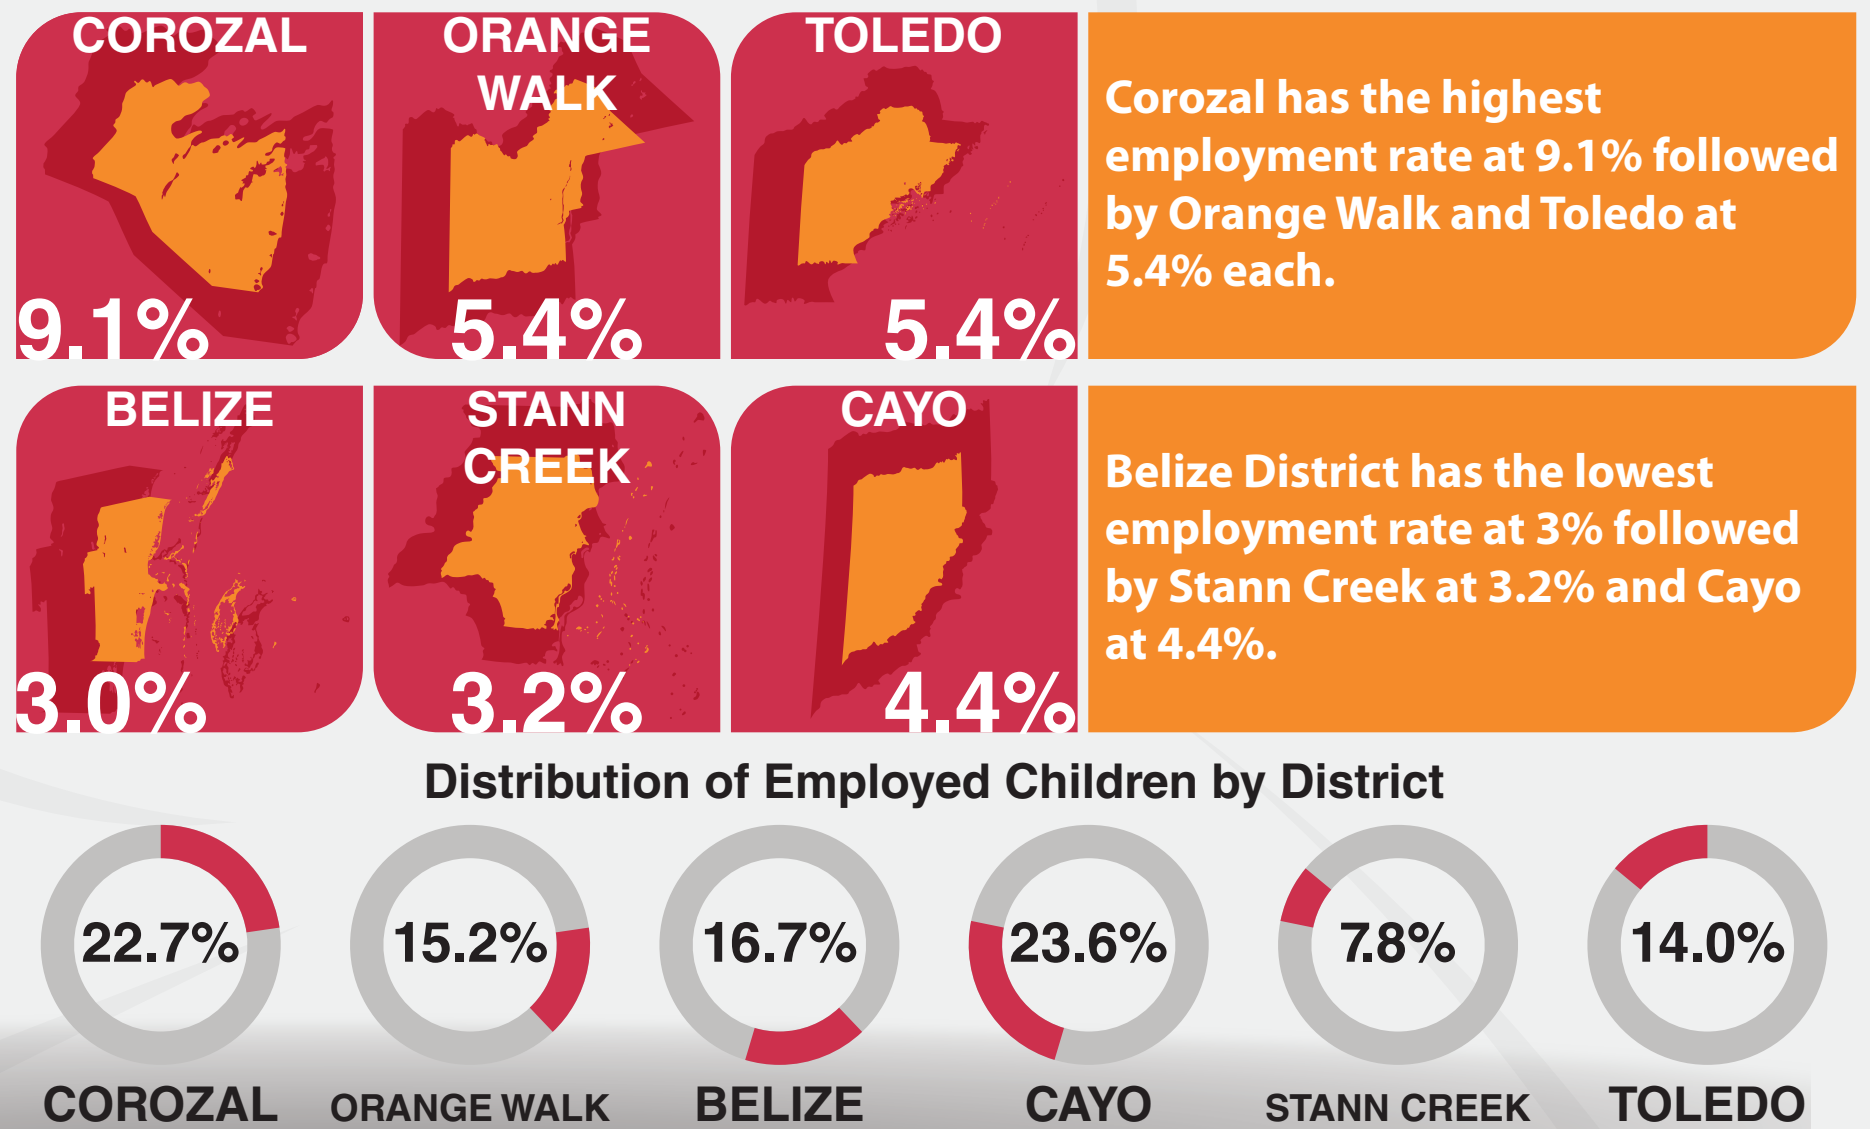 COROZAL
9.1%
ORANGE
WALK
5.4%
TOLEDO
5.4%
Corozal has the highest
employment rate at 9.1% followed
by Orange Walk and Toledo at
5.4% each.
BELIZE
3.0%
STANN
CREEK
3.2%
CAYO
4.4%
Belize District has the lowest
employment rate at 3% followed
by Stann Creek at 3.2% and Cayo
at 4.4%.
Distribution of Employed Children by District
22.7%
COROZAL
15.2%
ORANGE WALK
16.7%
BELIZE
23.6%
CAYO
7.8%
STANN CREEK
14.0%
TOLEDO